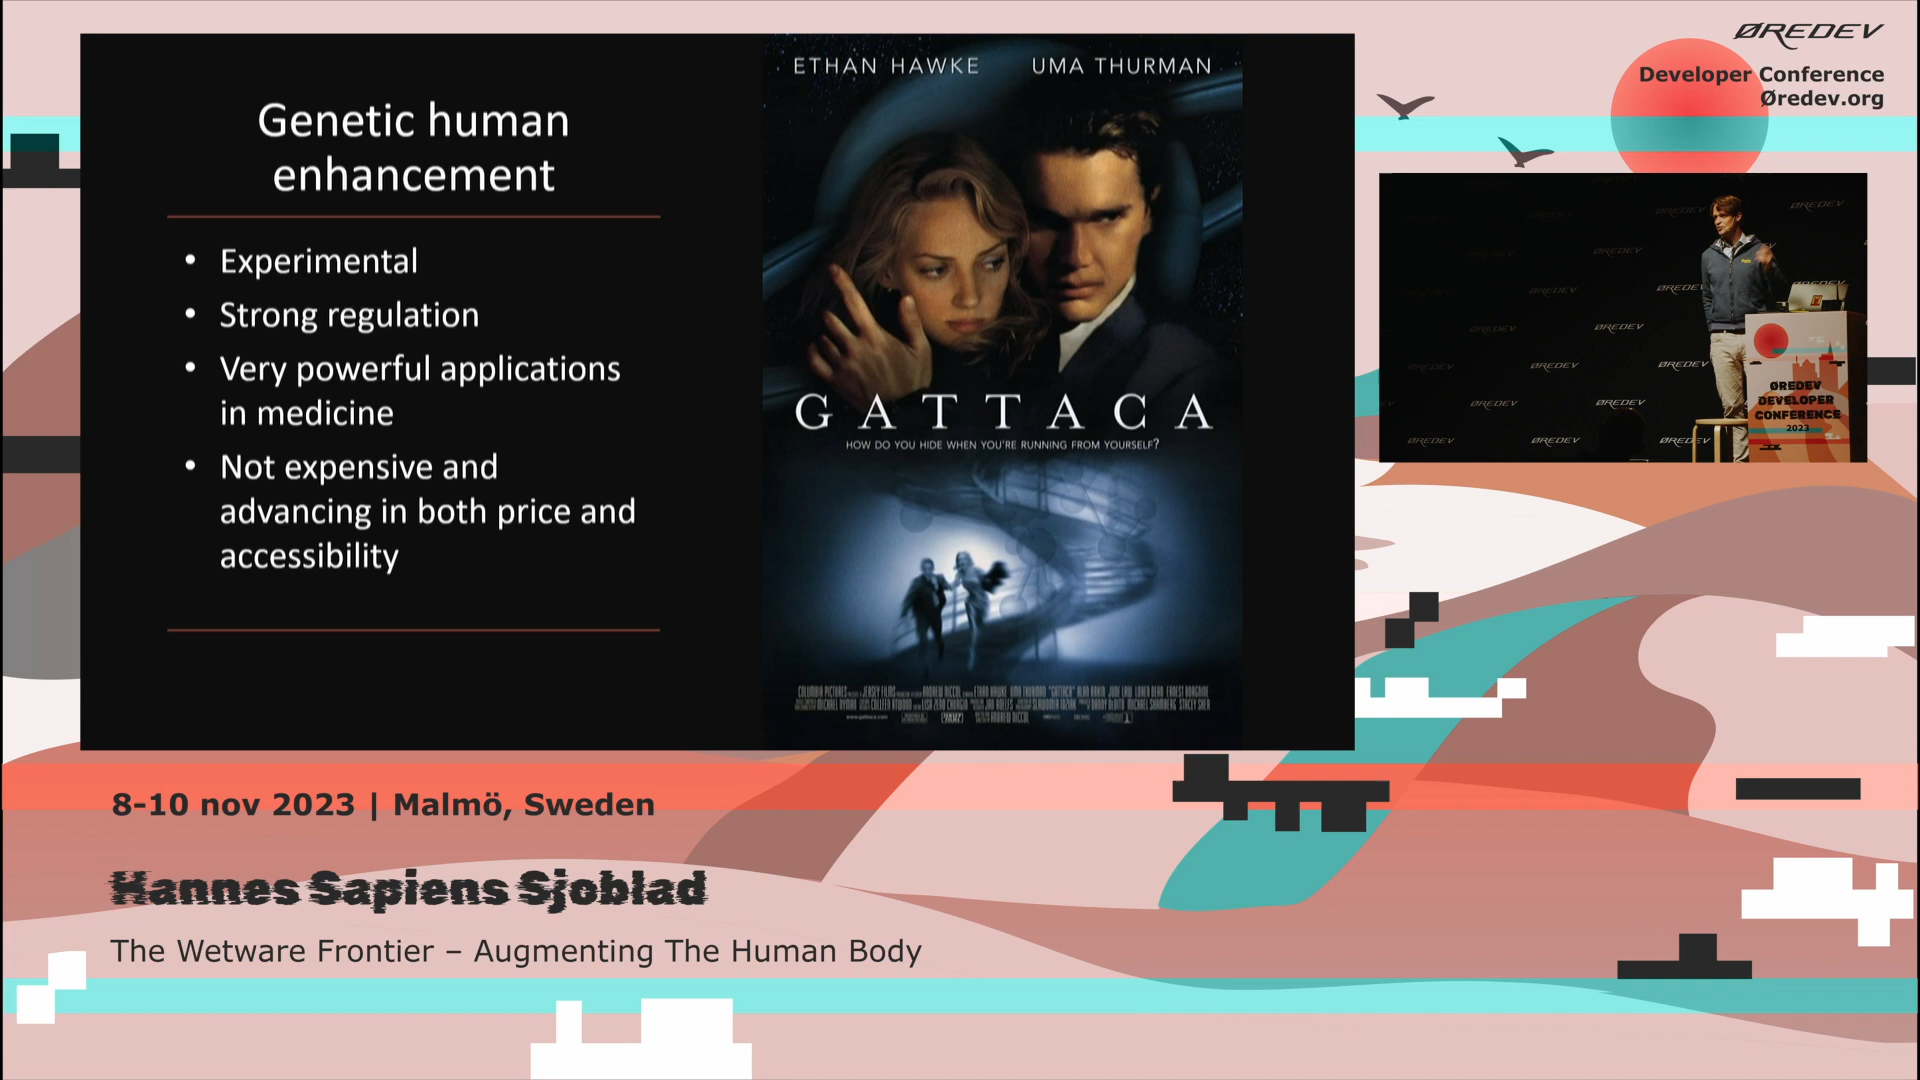 ØREDEV
Developer Conference
Øredev.org
Genetic human
enhancement
• Experimental
• Strong regulation
• Very powerful applications
in medicine
• Not expensive and
advancing in both price and
accessibility
ETHAN HAWKE UMA THURMAN
GATTACA
HOW DO YOU HIDE WHEN YOU'RE RUNNING FROM YOURSELF?
ØREDEV
DEVELOPER
CONFERENCE
2023
8-10 nov 2023 | Malmö, Sweden
Hannes Sapiens Sjoblad
The Wetware Frontier – Augmenting The Human Body